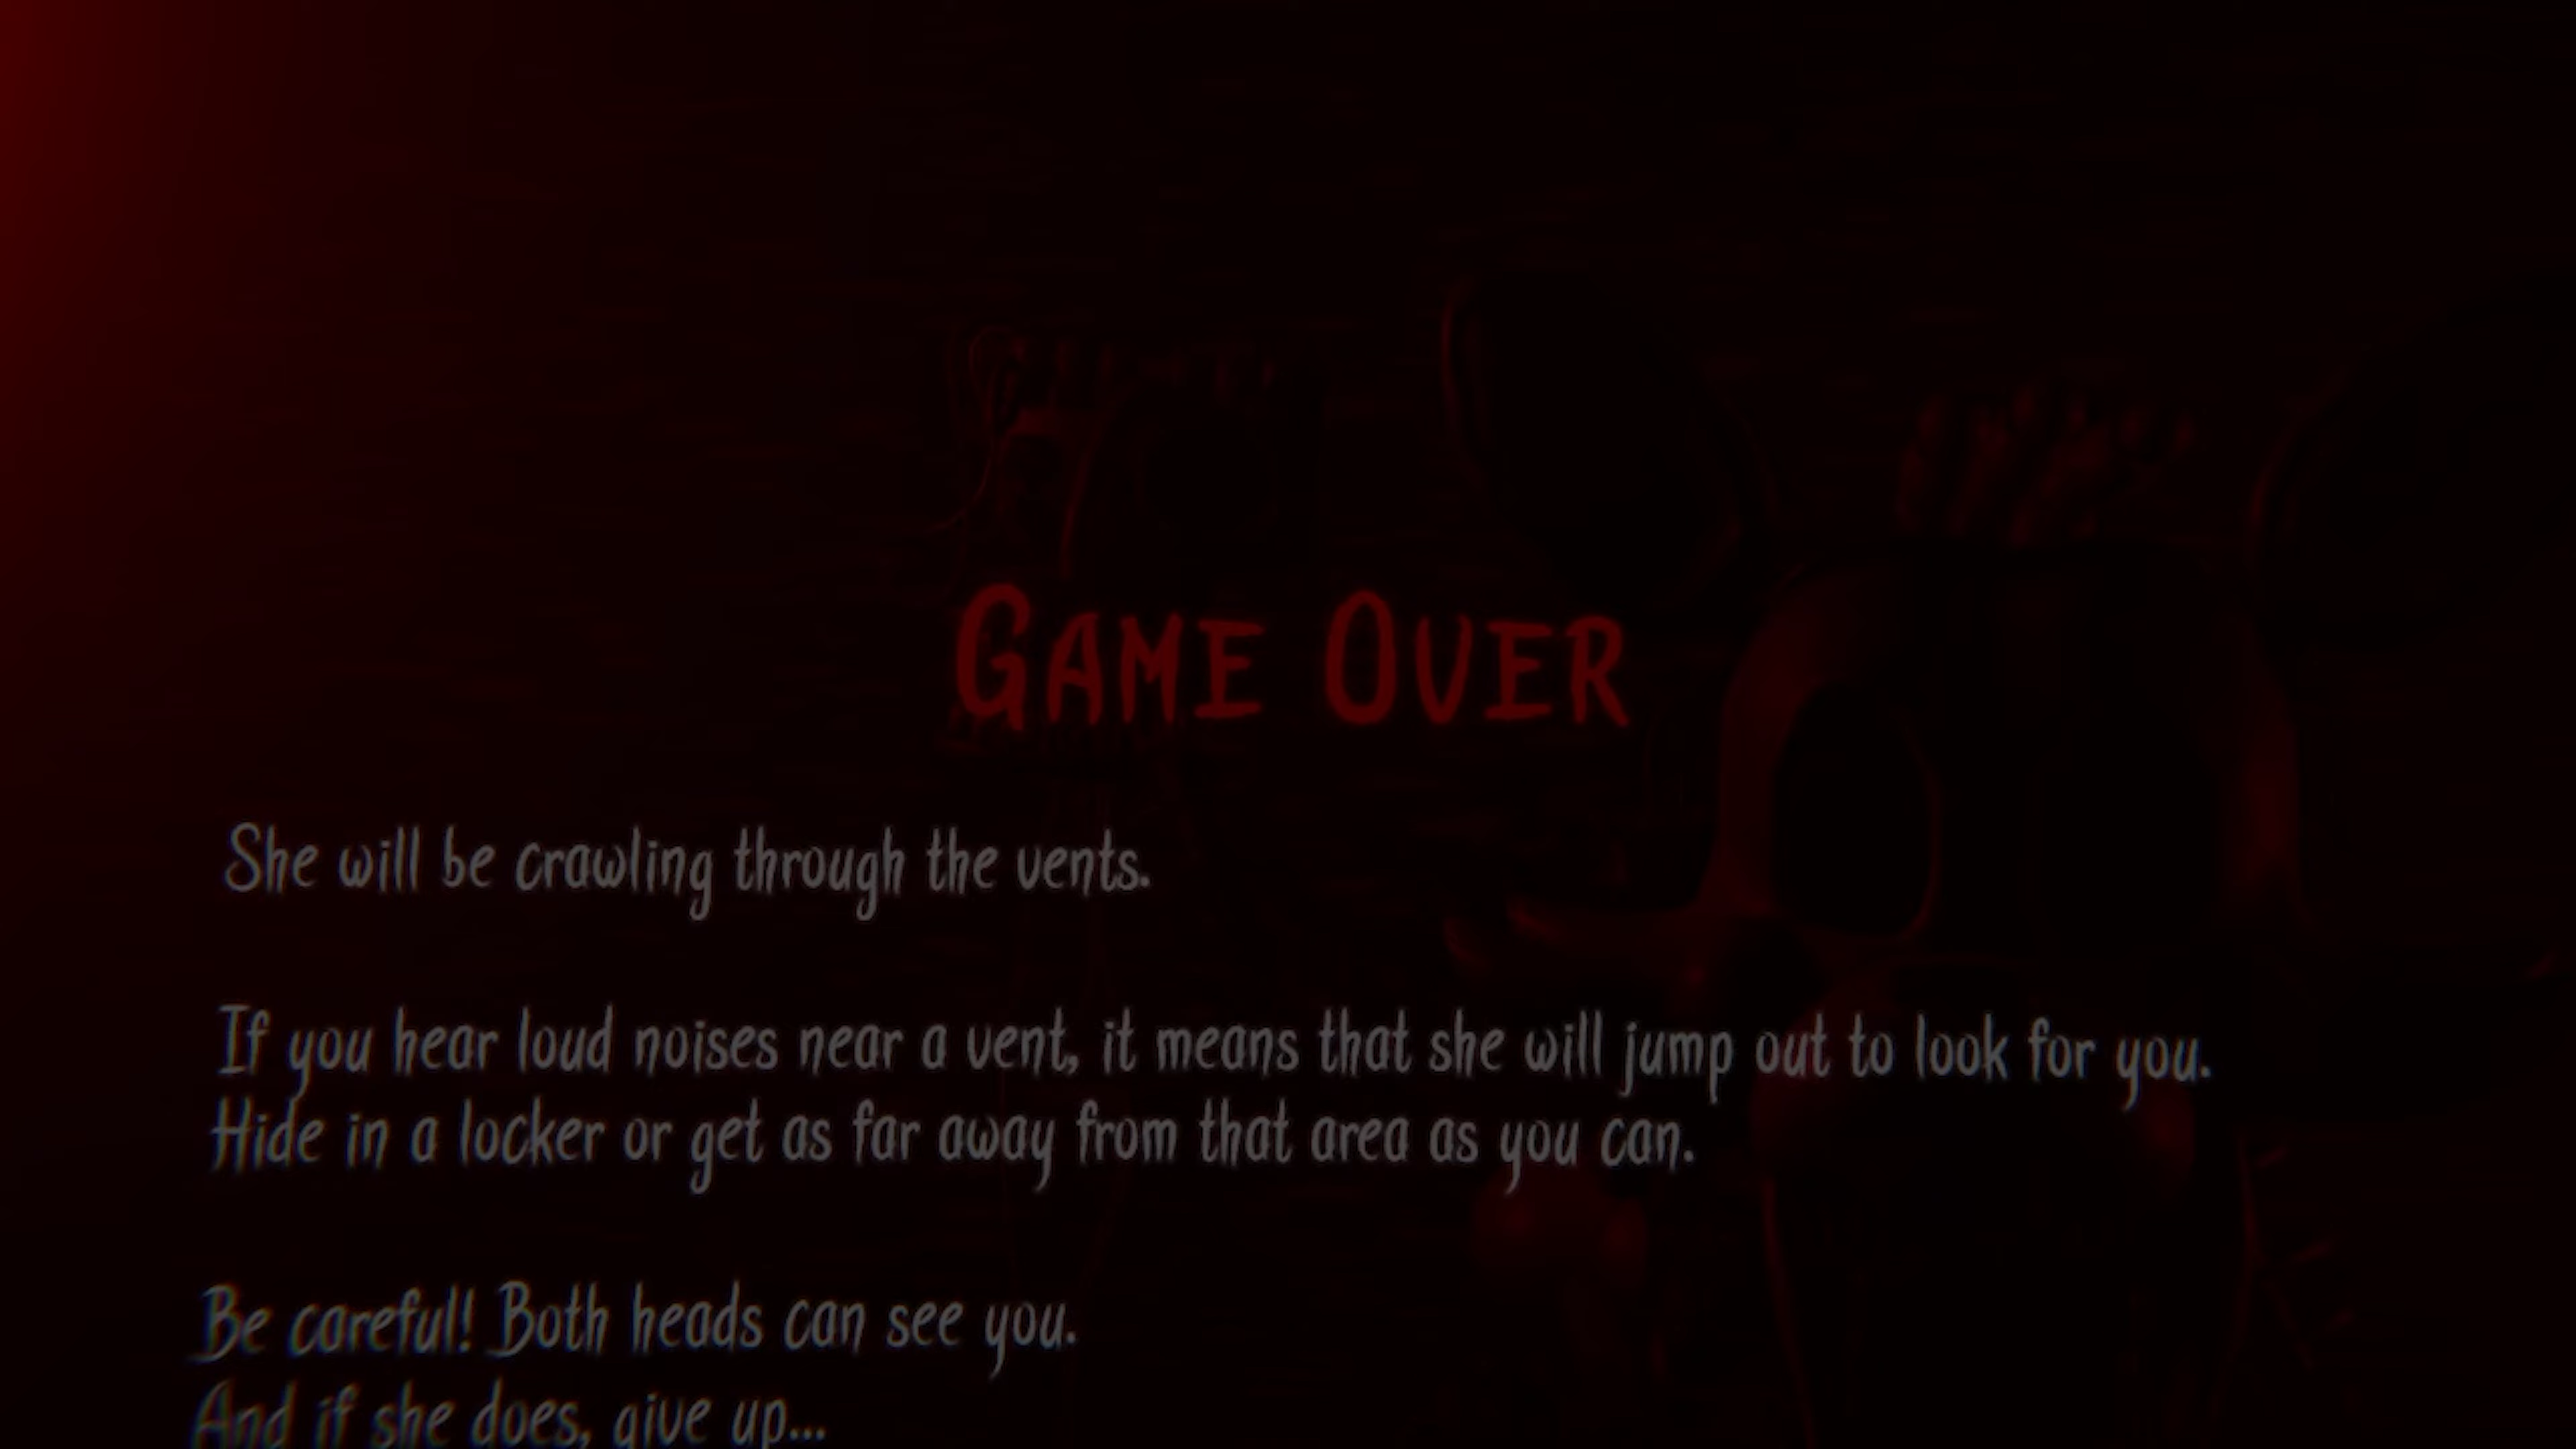 GAME OVER
She will be crawling through the vents.
If you hear loud noises near a vent, it means that she will jump out to look for you.
Hide in a locker or get as far away from that area as you can.
Be careful! Both heads can see you.
And if she does, give up...